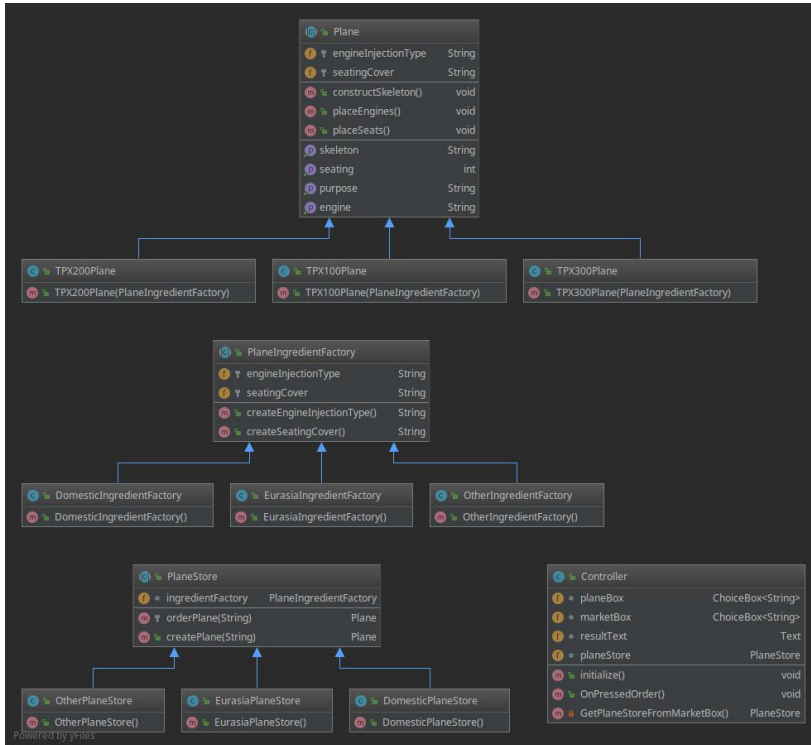 Plane
engineInjectionType String
seatingCover String
constructSkeleton() void
placeEngines() void
placeSeats() void
skeleton String
seating int
purpose String
engine String
TPX200Plane
TPX200Plane(PlaneIngredientFactory)
TPX100Plane
TPX100Plane(PlaneIngredientFactory)
TPX300Plane
TPX300Plane(PlaneIngredientFactory)
PlaneIngredientFactory
engineInjectionType String
seatingCover String
createEngineInjectionType() String
createSeatingCover() String
DomesticIngredientFactory
DomesticIngredientFactory()
EurasiaIngredientFactory
EurasiaIngredientFactory()
OtherIngredientFactory
OtherIngredientFactory()
PlaneStore
ingredientFactory PlaneIngredientFactory
orderPlane(String) Plane
createPlane(String) Plane
OtherPlaneStore
OtherPlaneStore()
EurasiaPlaneStore
EurasiaPlaneStore()
DomesticPlaneStore
DomesticPlaneStore()
Controller
planeBox ChoiceBox<String>
marketBox ChoiceBox<String>
resultText Text
planeStore PlaneStore
initialize() void
OnPressedOrder() void
GetPlaneStoreFromMarketBox() PlaneStore
Powered by yFiles